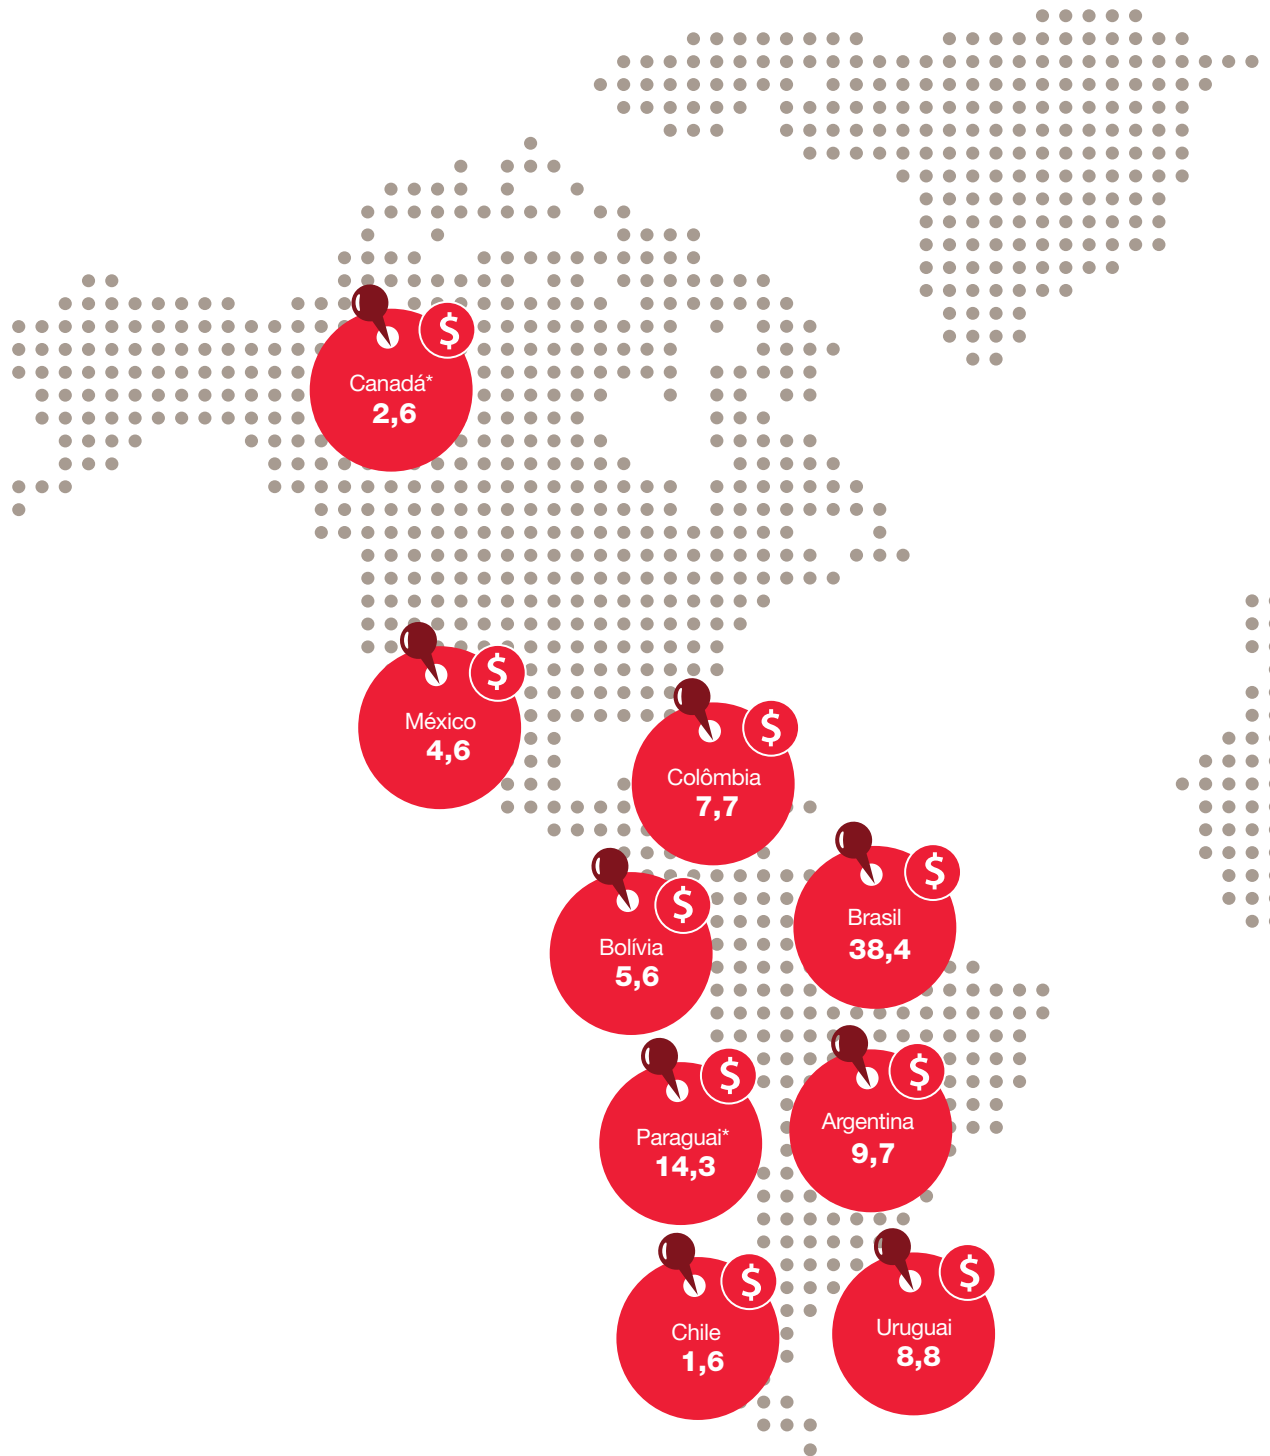 $
Canadá*
2,6
$
México
4,6
$
Colômbia
7,7
$
Brasil
38,4
$
Bolívia
5,6
$
Paraguai*
14,3
$
Argentina
9,7
$
Chile
1,6
$
Uruguai
8,8